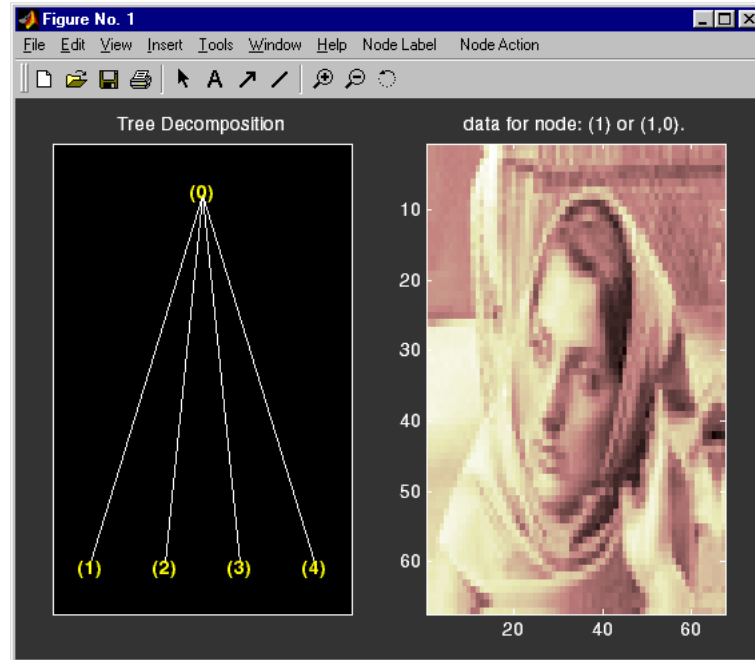 Figure No. 1
File Edit View Insert Tools Window Help Node Label Node Action
A
Tree Decomposition
(0)
(1) (2) (3) (4)
data for node: (1) or (1,0).
10
20
30
40
50
60
20 40 60